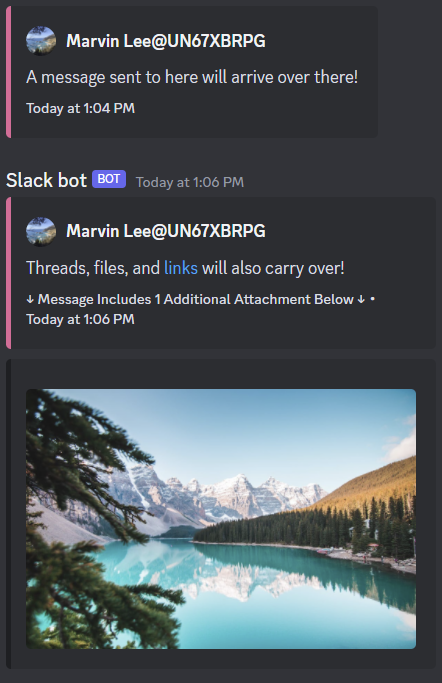 Marvin Lee@UN67XBRPG
A message sent to here will arrive over there!
Today at 1:04 PM
Slack bot BOT Today at 1:06 PM
Marvin Lee@UN67XBRPG
Threads, files, and links will also carry over!
↓ Message Includes 1 Additional Attachment Below ↓ •
Today at 1:06 PM